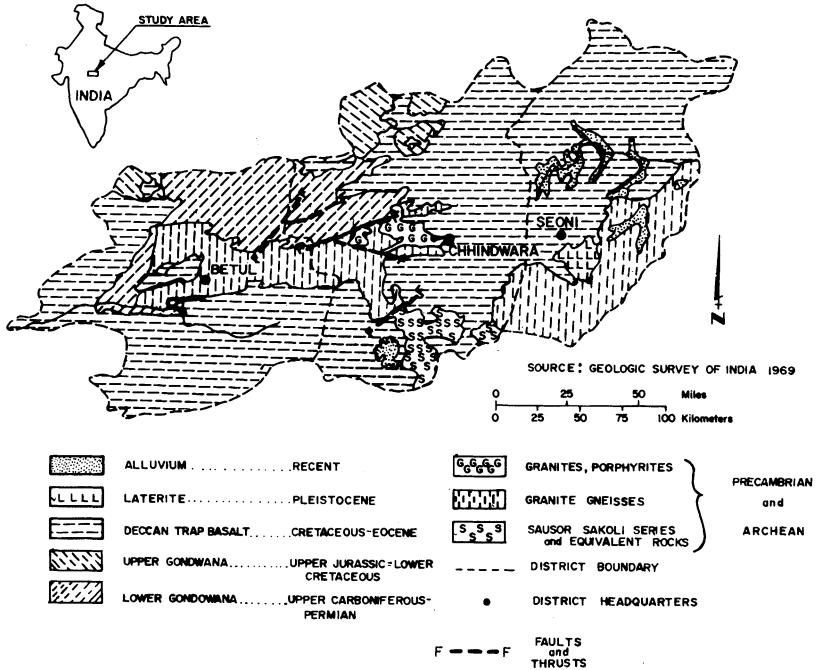 STUDY AREA
INDIA
SEONI
CHHINDWARA
BETUL
G G G G
G G G
S S S
N
SOURCE: GEOLOGIC SURVEY OF INDIA 1969
0 25 50 Miles
0 25 50 75 100 Kilometers
ALLUVIUM ............ RECENT
LATERITE ............ PLEISTOCENE
DECCAN TRAP BASALT ...... CRETACEOUS-EOCENE
UPPER GONDWANA .......... UPPER JURASSIC=LOWER
CRETACEOUS
LOWER GONDOWANA ........ UPPER CARBONIFEROUS-
PERMIAN
GGGGG
GRANITES, PORPHYRITES
GRANITE GNEISSES
S S S S
SAUSOR SAKOLI SERIES
and EQUIVALENT ROCKS
PRECAMBRIAN
and
ARCHEAN
DISTRICT BOUNDARY
DISTRICT HEADQUARTERS
F F FAULTS
and
THRUSTS